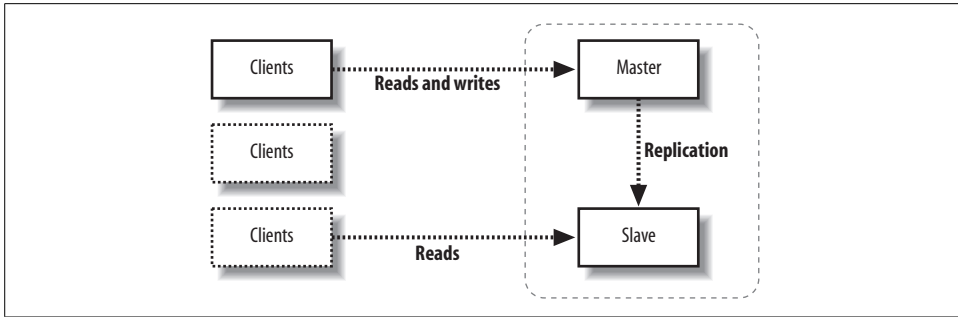 Clients
Master
Reads and writes
Clients
Replication
Clients
Slave
Reads